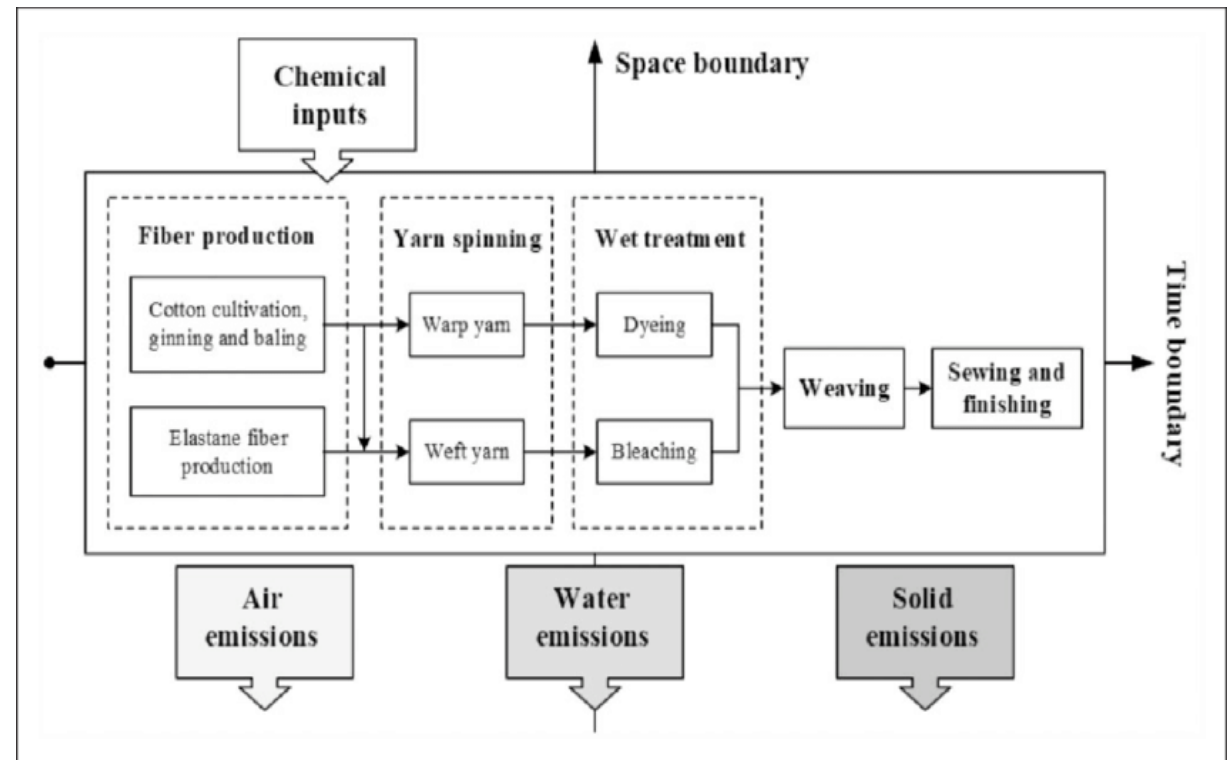 Chemical
inputs
Space boundary
Fiber production
Cotton cultivation,
ginning and baling
Elastane fiber
production
Yarn spinning
Warp yarn
Weft yarn
Wet treatment
Dyeing
Bleaching
Weaving
Sewing and
finishing
Time boundary
Air
emissions
Water
emissions
Solid
emissions